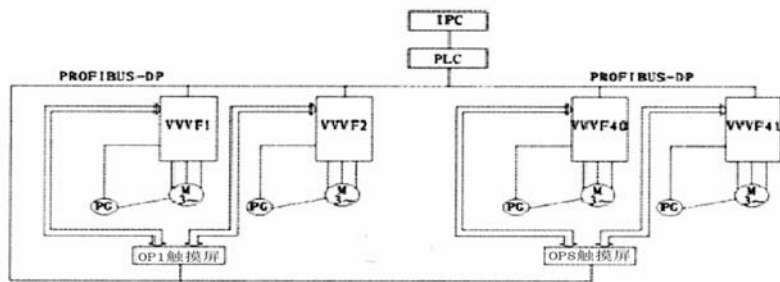 IPC
PLC
PROFIBUS-DP
PROFIBUS-DP
VVVF1
VVVF2
VVVF40
VVVF41
PG
M
3~
PG
M
3~
PG
M
3~
PG
M
3~
OP1触摸屏
OP8触摸屏